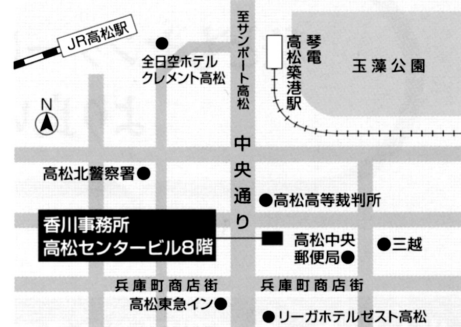 JR高松駅
全日空ホテル
クレメント高松
至サンポート高松
琴電
高松築港駅
玉藻公園
N
中央通り
高松北警察署
高松高等裁判所
香川事務所
高松センタービル8階
高松中央
郵便局
三越
兵庫町商店街
兵庫町商店街
高松東急イン
リーガホテルゼスト高松